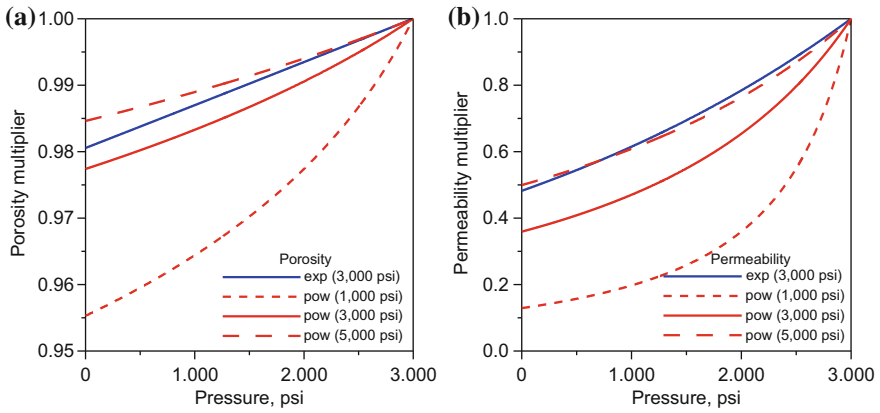 (a)
1.00
0.99
0.98
0.97
0.96
0.95
Porosity multiplier
Porosity
exp (3,000 psi)
pow (1,000 psi)
pow (3,000 psi)
pow (5,000 psi)
0
1.000
2.000
3.000
Pressure, psi
(b)
1.0
0.8
0.6
0.4
0.2
0.0
Permeability multiplier
Permeability
exp (3,000 psi)
pow (1,000 psi)
pow (3,000 psi)
pow (5,000 psi)
0
1.000
2.000
3.000
Pressure, psi